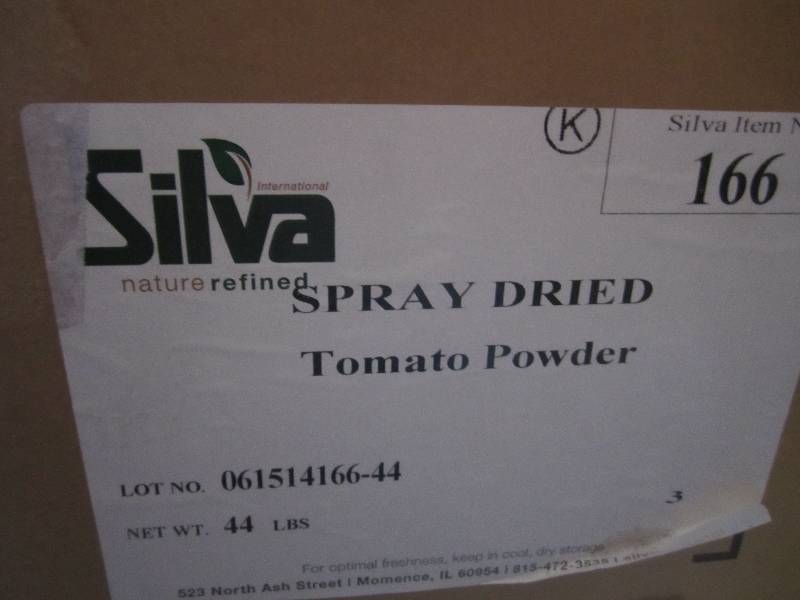 K
Silva Item
166
Silva
International
nature refined
SPRAY DRIED
Tomato Powder
LOT NO. 061514166-44
3
NET WT. 44 LBS
For optimal freshness, keep in cool, dry storage
523 North Ash Street | Momence, IL 60954 | 815-472-3535 |